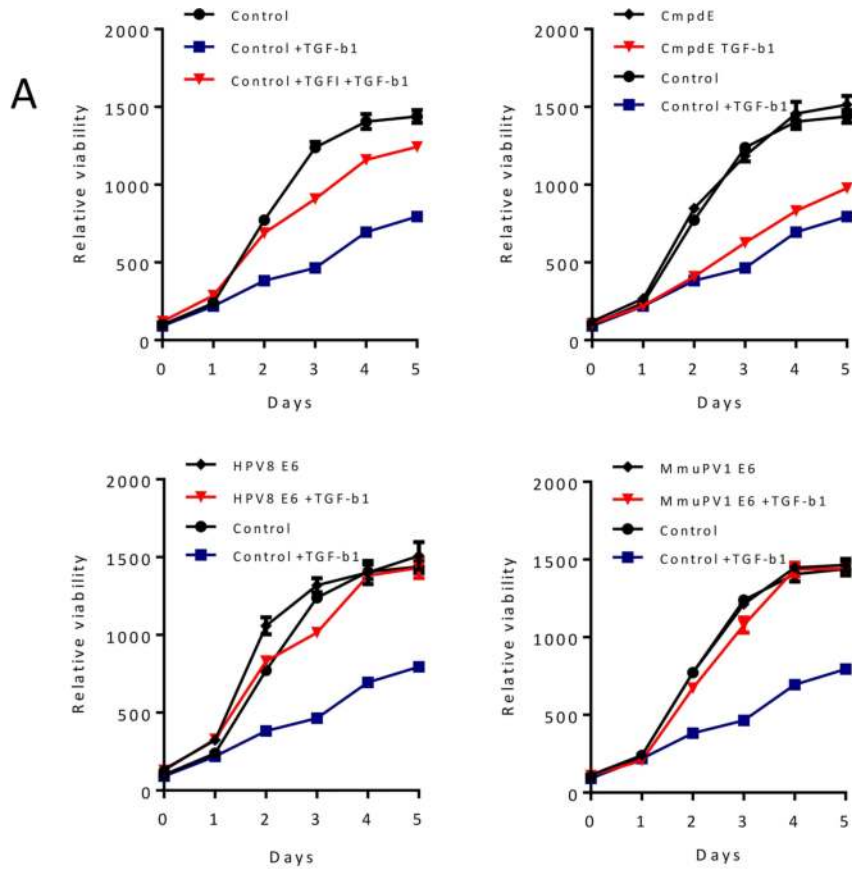 A
Control
Control +TGF-b1
Control +TGFI +TGF-b1
2000
1500
1000
500
0
Relative viability
0 1 2 3 4 5
Days
CmpdE
CmpdE TGF-b1
Control
Control +TGF-b1
2000
1500
1000
500
0
Relative viability
0 1 2 3 4 5
Days
HPV8 E6
HPV8 E6 +TGF-b1
Control
Control +TGF-b1
2000
1500
1000
500
0
Relative viability
0 1 2 3 4 5
Days
MmuPV1 E6
MmuPV1 E6 +TGF-b1
Control
Control +TGF-b1
2000
1500
1000
500
0
Relative viability
0 1 2 3 4 5
Days